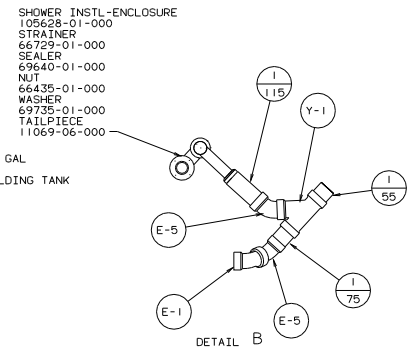 SHOWER INSTL-ENCLOSURE
105628-01-000
STRAINER
66729-01-000
SEALER
69640-01-000
NUT
66435-01-000
WASHER
69735-01-000
TAILPIECE
11069-06-000
GAL
LDING TANK
1
115
Y-1
1
55
E-5
1
75
E-1
E-5
DETAIL B